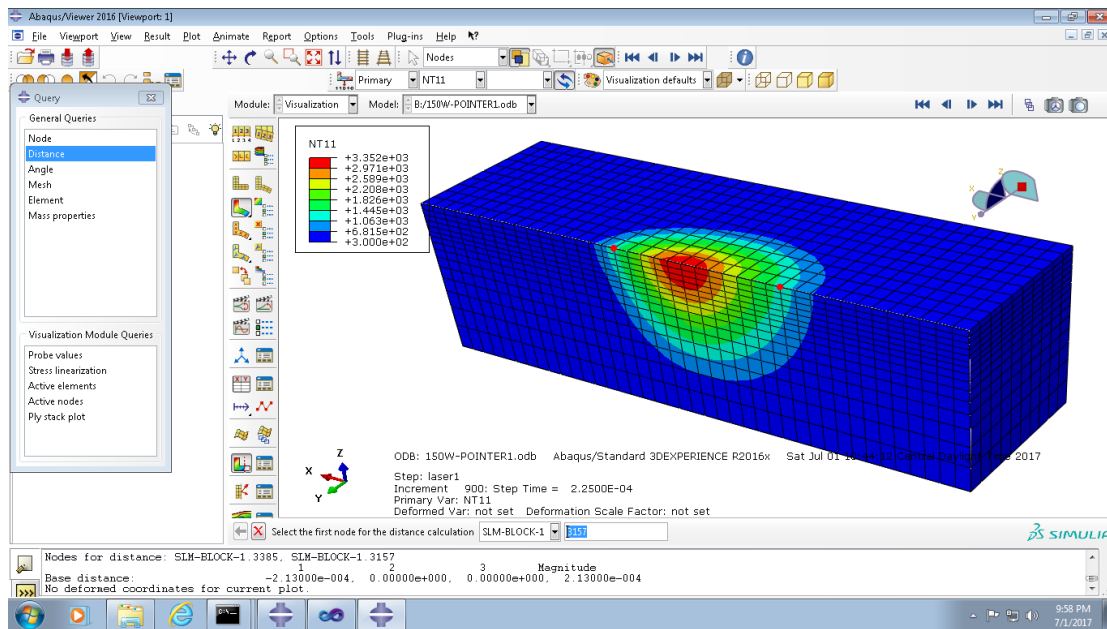 Abaqus/Viewer 2016 [Viewport: 1]
File Viewport View Result Plot Animate Report Options Tools Plug-ins Help
Nodes
Primary NT11 Visualization defaults
Query
Module: Visualization Model: B:/150W-POINTER1.odb
General Queries
Node
Distance
Angle
Mesh
Element
Mass properties
Visualization Module Queries
Probe values
Stress linearization
Active elements
Active nodes
Ply stack plot
NT11
+3.352e+03
+2.971e+03
+2.589e+03
+2.208e+03
+1.826e+03
+1.445e+03
+1.063e+03
+6.815e+02
+3.000e+02
X
Y
Z
Z
X
Y
ODB: 150W-POINTER1.odb Abaqus/Standard 3DEXPERIENCE R2016x Sat Jul 01 2017
Step: laser1
Increment 900: Step Time = 2.2500E-04
Primary Var: NT11
Deformed Var: not set Deformation Scale Factor: not set
Select the first node for the distance calculation SLM-BLOCK-1 3157
SIMULIA
Nodes for distance: SLM-BLOCK-1.3385, SLM-BLOCK-1.3157
1 2 3 Magnitude
Base distance: -2.13000e-004, 0.00000e+000, 0.00000e+000, 2.13000e-004
No deformed coordinates for current plot.
9:58 PM
7/1/2017